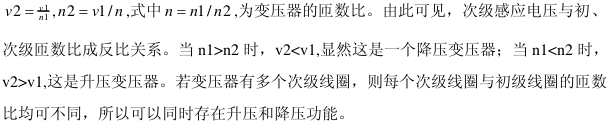 v2 = n1/n1, n2 = v1/n,式中 n = n1/n2,为变压器的匝数比。由此可见，次级感应电压与初、
次级匝数比成反比关系。当 n1>n2 时，v2<v1,显然这是一个降压变压器；当 n1<n2 时，
v2>v1,这是升压变压器。若变压器有多个次级线圈，则每个次级线圈与初级线圈的匝数
比均可不同，所以可以同时存在升压和降压功能。